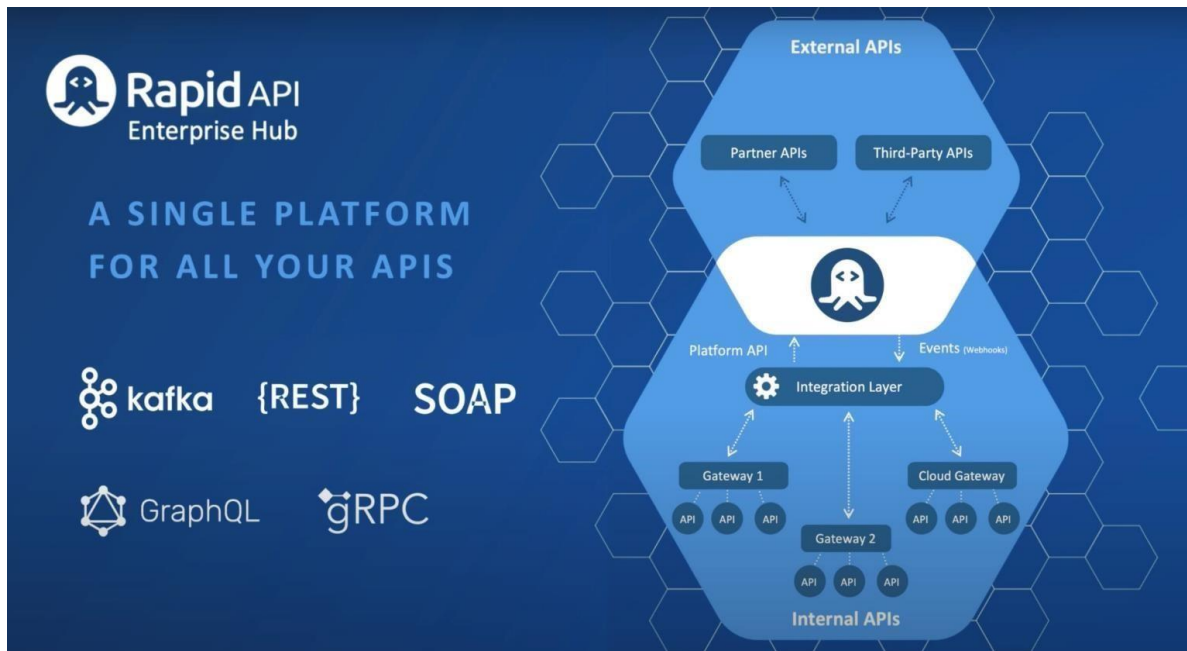 Rapid API
Enterprise Hub
A SINGLE PLATFORM
FOR ALL YOUR APIS
kafka
{REST}
SOAP
GraphQL
gRPC
External APIs
Partner APIs
Third-Party APIs
Platform API
Events (Webhooks)
Integration Layer
Gateway 1
API API API
Cloud Gateway
API API API
Gateway 2
API API API
Internal APIs